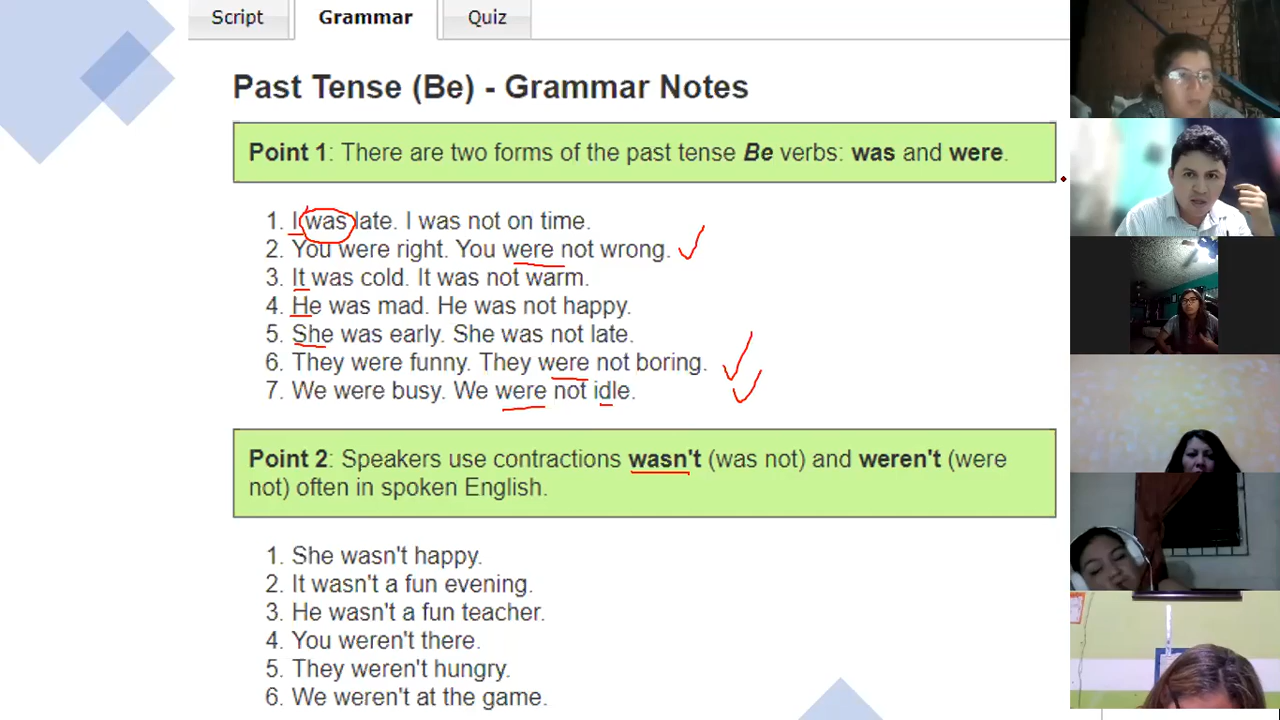 Script Grammar Quiz
Past Tense (Be) - Grammar Notes
Point 1: There are two forms of the past tense Be verbs: was and were.
1. I was late. I was not on time.
2. You were right. You were not wrong.
3. It was cold. It was not warm.
4. He was mad. He was not happy.
5. She was early. She was not late.
6. They were funny. They were not boring.
7. We were busy. We were not idle.
Point 2: Speakers use contractions wasn't (was not) and weren't (were
not) often in spoken English.
1. She wasn't happy.
2. It wasn't a fun evening.
3. He wasn't a fun teacher.
4. You weren't there.
5. They weren't hungry.
6. We weren't at the game.